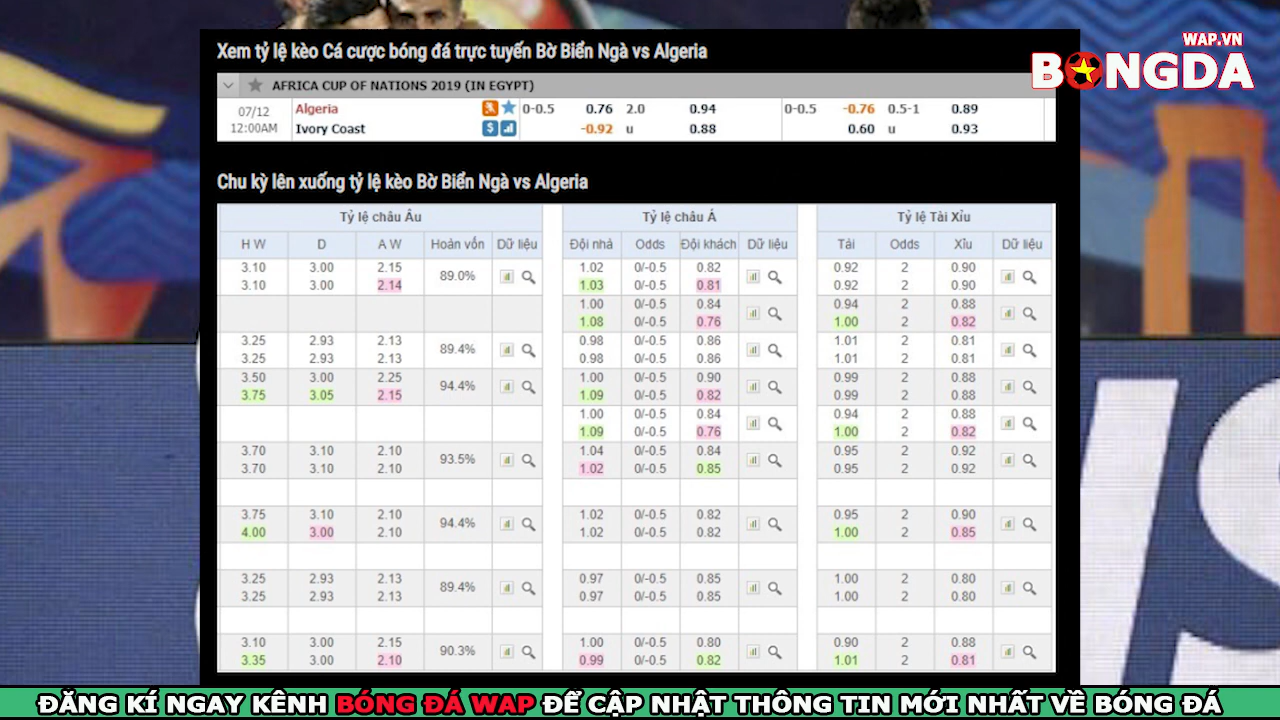 WAP.VN
BONGDA
Xem tỷ lệ kèo Cá cược bóng đá trực tuyến Bờ Biển Ngà vs Algeria
AFRICA CUP OF NATIONS 2019 (IN EGYPT)
07/12 Algeria 0-0.5 0.76 2.0 0.94 0-0.5 -0.76 0.5-1 0.89
12:00AM Ivory Coast -0.92 u 0.88 0.60 u 0.93
Chu kỳ lên xuống tỷ lệ kèo Bờ Biển Ngà vs Algeria
Tỷ lệ châu Âu Tỷ lệ châu Á Tỷ lệ Tài Xỉu
H W D A W Hoàn vốn Dữ liệu Đội nhà Odds Đội khách Dữ liệu Tài Odds Xỉu Dữ liệu
3.10 3.00 2.15 89.0% 1.02 0/-0.5 0.82 0.92 2 0.90
3.10 3.00 2.14 1.03 0/-0.5 0.81 0.92 2 0.90
1.00 0/-0.5 0.84 0.94 2 0.88
1.08 0/-0.5 0.76 1.00 2 0.82
3.25 2.93 2.13 89.4% 0.98 0/-0.5 0.86 1.01 2 0.81
3.25 2.93 2.13 0.98 0/-0.5 0.86 1.01 2 0.81
3.50 3.00 2.25 94.4% 1.00 0/-0.5 0.90 0.99 2 0.88
3.75 3.05 2.15 1.09 0/-0.5 0.82 0.99 2 0.88
1.00 0/-0.5 0.84 0.94 2 0.88
1.09 0/-0.5 0.76 1.00 2 0.82
3.70 3.10 2.10 93.5% 1.04 0/-0.5 0.84 0.95 2 0.92
3.70 3.10 2.10 1.02 0/-0.5 0.85 0.95 2 0.92
3.75 3.10 2.10 94.4% 1.02 0/-0.5 0.82 0.95 2 0.90
4.00 3.00 2.10 1.02 0/-0.5 0.82 1.00 2 0.85
3.25 2.93 2.13 89.4% 0.97 0/-0.5 0.85 1.00 2 0.80
3.25 2.93 2.13 0.97 0/-0.5 0.85 1.00 2 0.80
3.10 3.00 2.15 90.3% 1.00 0/-0.5 0.80 0.90 2 0.88
3.35 3.00 2.10 0.99 0/-0.5 0.82 1.01 2 0.81
ĐĂNG KÍ NGAY KÊNH BÓNG ĐÁ WAP ĐỂ CẬP NHẬT THÔNG TIN MỚI NHẤT VỀ BÓNG ĐÁ